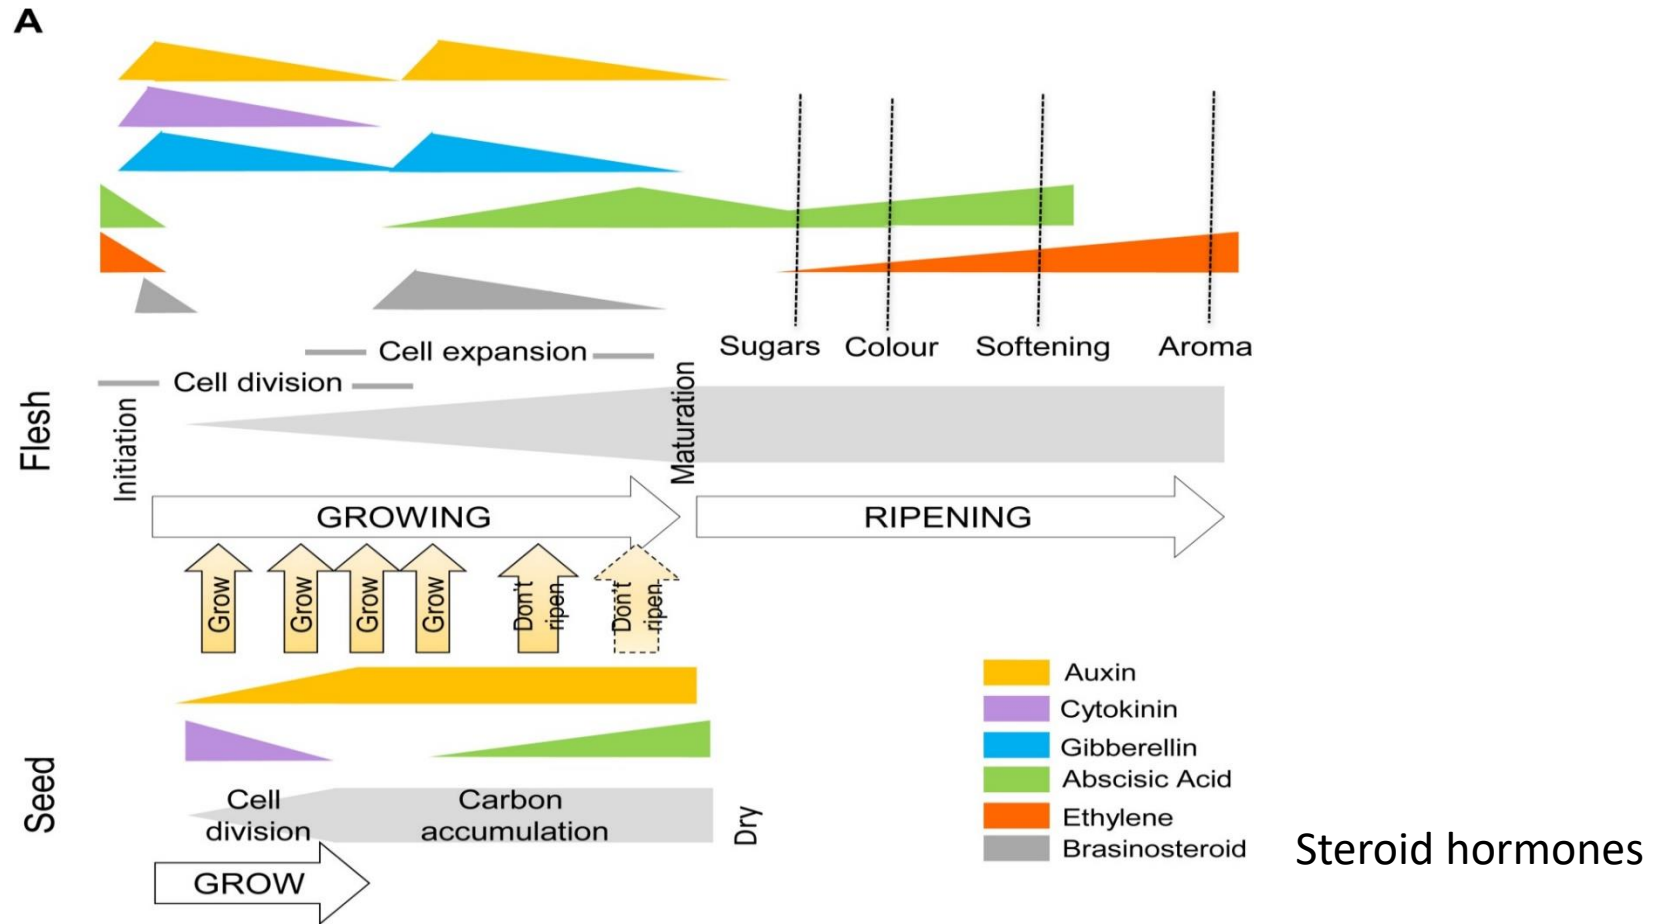 A
Sugars Colour Softening Aroma
Cell expansion
Cell division
Flesh
Initiation
Maturation
GROWING
RIPENING
Grow
Grow
Grow
Grow
Don't
ripen
Don't
ripen
Seed
Cell
division
Carbon
accumulation
Dry
GROW
Auxin
Cytokinin
Gibberellin
Abscisic Acid
Ethylene
Brasinosteroid
Steroid hormones